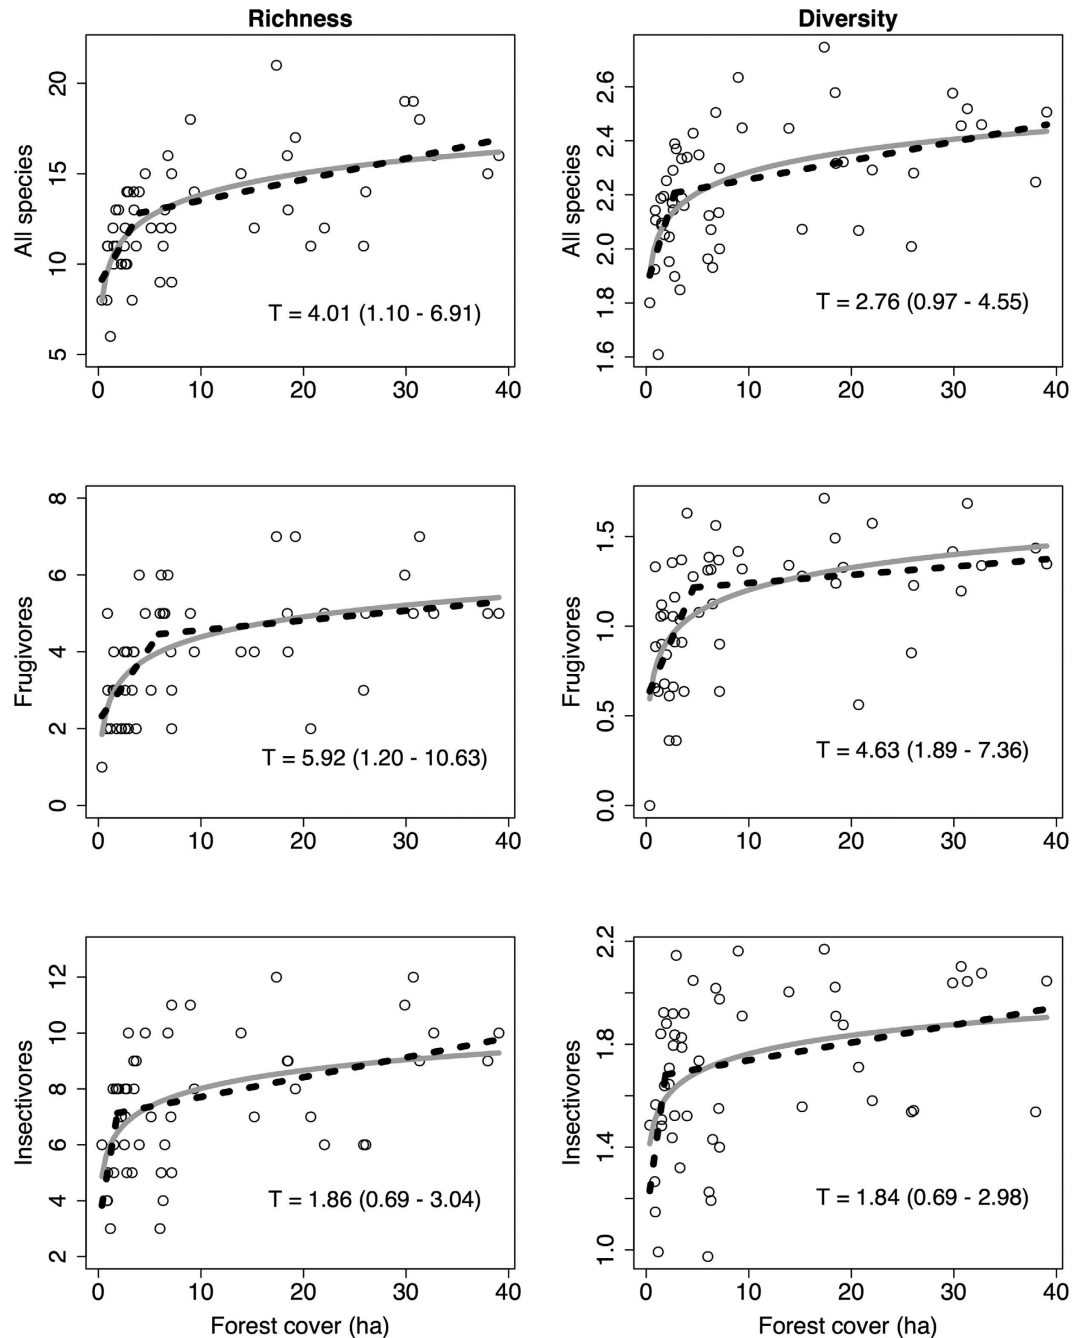 Richness
Diversity
All species
20
15
10
5
T = 4.01 (1.10 - 6.91)
0 10 20 30 40
All species
2.6
2.4
2.2
2.0
1.8
1.6
T = 2.76 (0.97 - 4.55)
0 10 20 30 40
Frugivores
8
6
4
2
0
T = 5.92 (1.20 - 10.63)
0 10 20 30 40
Frugivores
1.5
1.0
0.5
0.0
T = 4.63 (1.89 - 7.36)
0 10 20 30 40
Insectivores
12
10
8
6
4
2
T = 1.86 (0.69 - 3.04)
0 10 20 30 40
Forest cover (ha)
Insectivores
2.2
1.8
1.4
1.0
T = 1.84 (0.69 - 2.98)
0 10 20 30 40
Forest cover (ha)